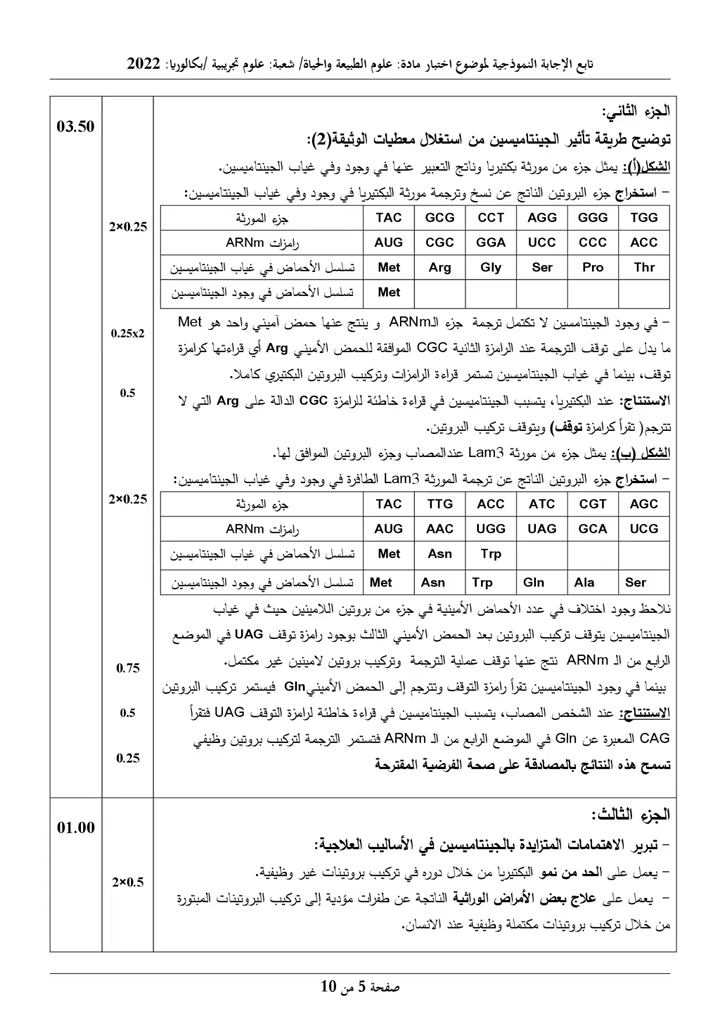 تابع الإجابة النموذجية لموضوع اختبار مادة: علوم الطبيعة والحياة/ شعبة: علوم تجريبية /بكالوريا: 2022
03.50
الجزء الثاني:
توضيح طريقة تأثير الجينتاميسين من استغلال معطيات الوثيقة(2):
الشكل(أ): يمثل جزء من مورثة بكتيريا وناتج التعبير عنها في وجود وفي غياب الجينتاميسين.
- استخراج جزء البروتين الناتج عن نسخ وترجمة مورثة البكتيريا في وجود وفي غياب الجينتاميسين:
2×0.25
جزء المورثة TAC GCG CCT AGG GGG TGG
رامزات ARNm AUG CGC GGA UCC CCC ACC
تسلسل الأحماض في غياب الجينتاميسين Met Arg Gly Ser Pro Thr
تسلسل الأحماض في وجود الجينتاميسين Met
0.25x2
- في وجود الجينتامسين لا تكتمل ترجمة جزء الـARNm و ينتج عنها حمض آميني واحد هو Met
ما يدل على توقف الترجمة عند الرامزة الثانية CGC الموافقة للحمض الأميني Arg أي قراءتها كرامزة
توقف، بينما في غياب الجينتاميسين تستمر قراءة الرامزات وتركيب البروتين البكتيري كاملا.
0.5
الاستنتاج: عند البكتيريا، يتسبب الجينتاميسين في قراءة خاطئة للرامزة CGC الدالة على Arg التي لا
تترجم( تقرأ كرامزة توقف) ويتوقف تركيب البروتين.
الشكل (ب): يمثل جزء من مورثة Lam3 عندالمصاب وجزء البروتين الموافق لها.
- استخراج جزء البروتين الناتج عن ترجمة المورثة Lam3 الطافرة في وجود وفي غياب الجينتاميسين:
2×0.25
جزء المورثة TAC TTG ACC ATC CGT AGC
رامزات ARNm AUG AAC UGG UAG GCA UCG
تسلسل الأحماض في غياب الجينتاميسين Met Asn Trp
تسلسل الأحماض في وجود الجينتاميسين Met Asn Trp Gln Ala Ser
نلاحظ وجود اختلاف في عدد الأحماض الأمينية في جزء من بروتين اللامينين حيث في غياب
الجينتاميسين يتوقف تركيب البروتين بعد الحمض الأميني الثالث بوجود رامزة توقف UAG في الموضع
0.75
الرابع من الـ ARNm نتج عنها توقف عملية الترجمة وتركيب بروتين لامينين غير مكتمل.
بينما في وجود الجينتاميسين تقرأ رامزة التوقف وتترجم إلى الحمض الأمينيGln فيستمر تركيب البروتين
0.5
الاستنتاج: عند الشخص المصاب، يتسبب الجينتاميسين في قراءة خاطئة لرامزة التوقف UAG فتقرأ
CAG المعبرة عن Gln في الموضع الرابع من الـ ARNm فتستمر الترجمة لتركيب بروتين وظيفي
0.25
تسمح هذه النتائج بالمصادقة على صحة الفرضية المقترحة
01.00
الجزء الثالث:
- تبرير الاهتمامات المتزايدة بالجينتاميسين في الأساليب العلاجية:
- يعمل على الحد من نمو البكتيريا من خلال دوره في تركيب بروتينات غير وظيفية.
2×0.5
- يعمل على علاج بعض الأمراض الوراثية الناتجة عن طفرات مؤدية إلى تركيب البروتينات المبتورة
من خلال تركيب بروتينات مكتملة وظيفية عند الانسان.
صفحة 5 من 10